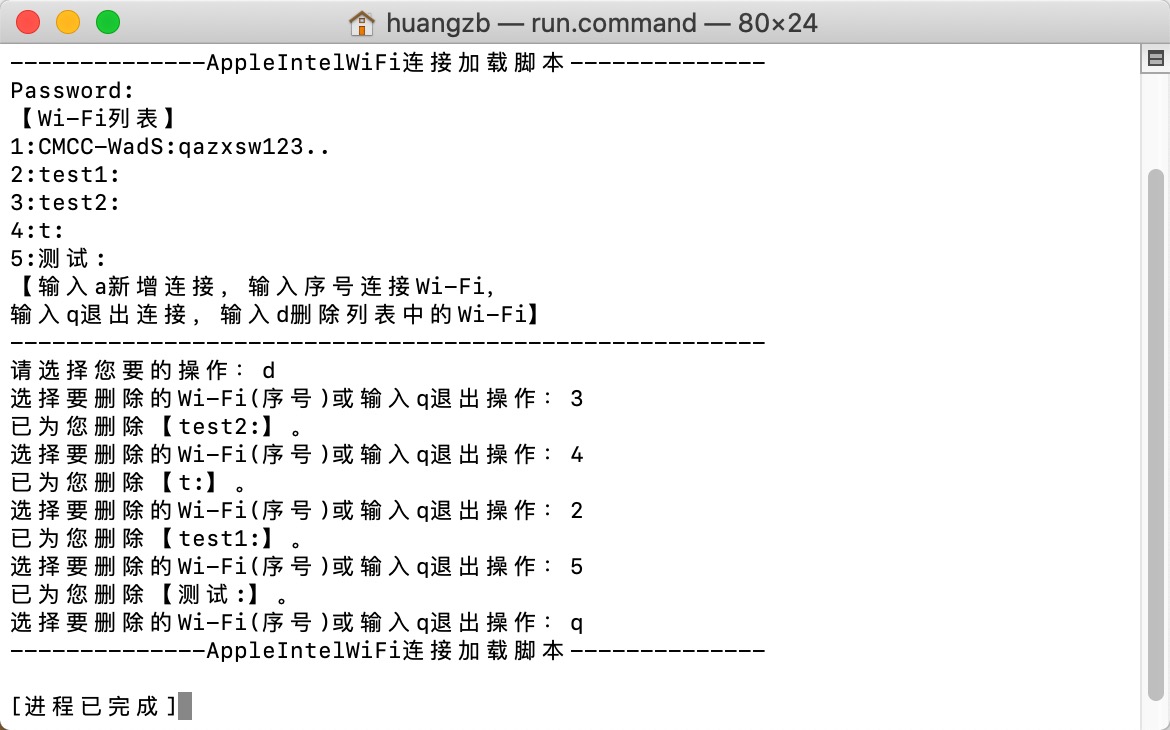 huangzb — run.command — 80×24
--------------AppleIntelWiFi连接加载脚本--------------
Password:
【Wi-Fi列表】
1:CMCC-WadS:qazxsw123..
2:test1:
3:test2:
4:t:
5:测试:
【输入a新增连接，输入序号连接Wi-Fi,
输入q退出连接，输入d删除列表中的Wi-Fi】
------------------------------------------------------
请选择您要的操作：d
选择要删除的Wi-Fi(序号)或输入q退出操作：3
已为您删除【test2:】。
选择要删除的Wi-Fi(序号)或输入q退出操作：4
已为您删除【t:】。
选择要删除的Wi-Fi(序号)或输入q退出操作：2
已为您删除【test1:】。
选择要删除的Wi-Fi(序号)或输入q退出操作：5
已为您删除【测试:】。
选择要删除的Wi-Fi(序号)或输入q退出操作：q
--------------AppleIntelWiFi连接加载脚本--------------
[进程已完成]